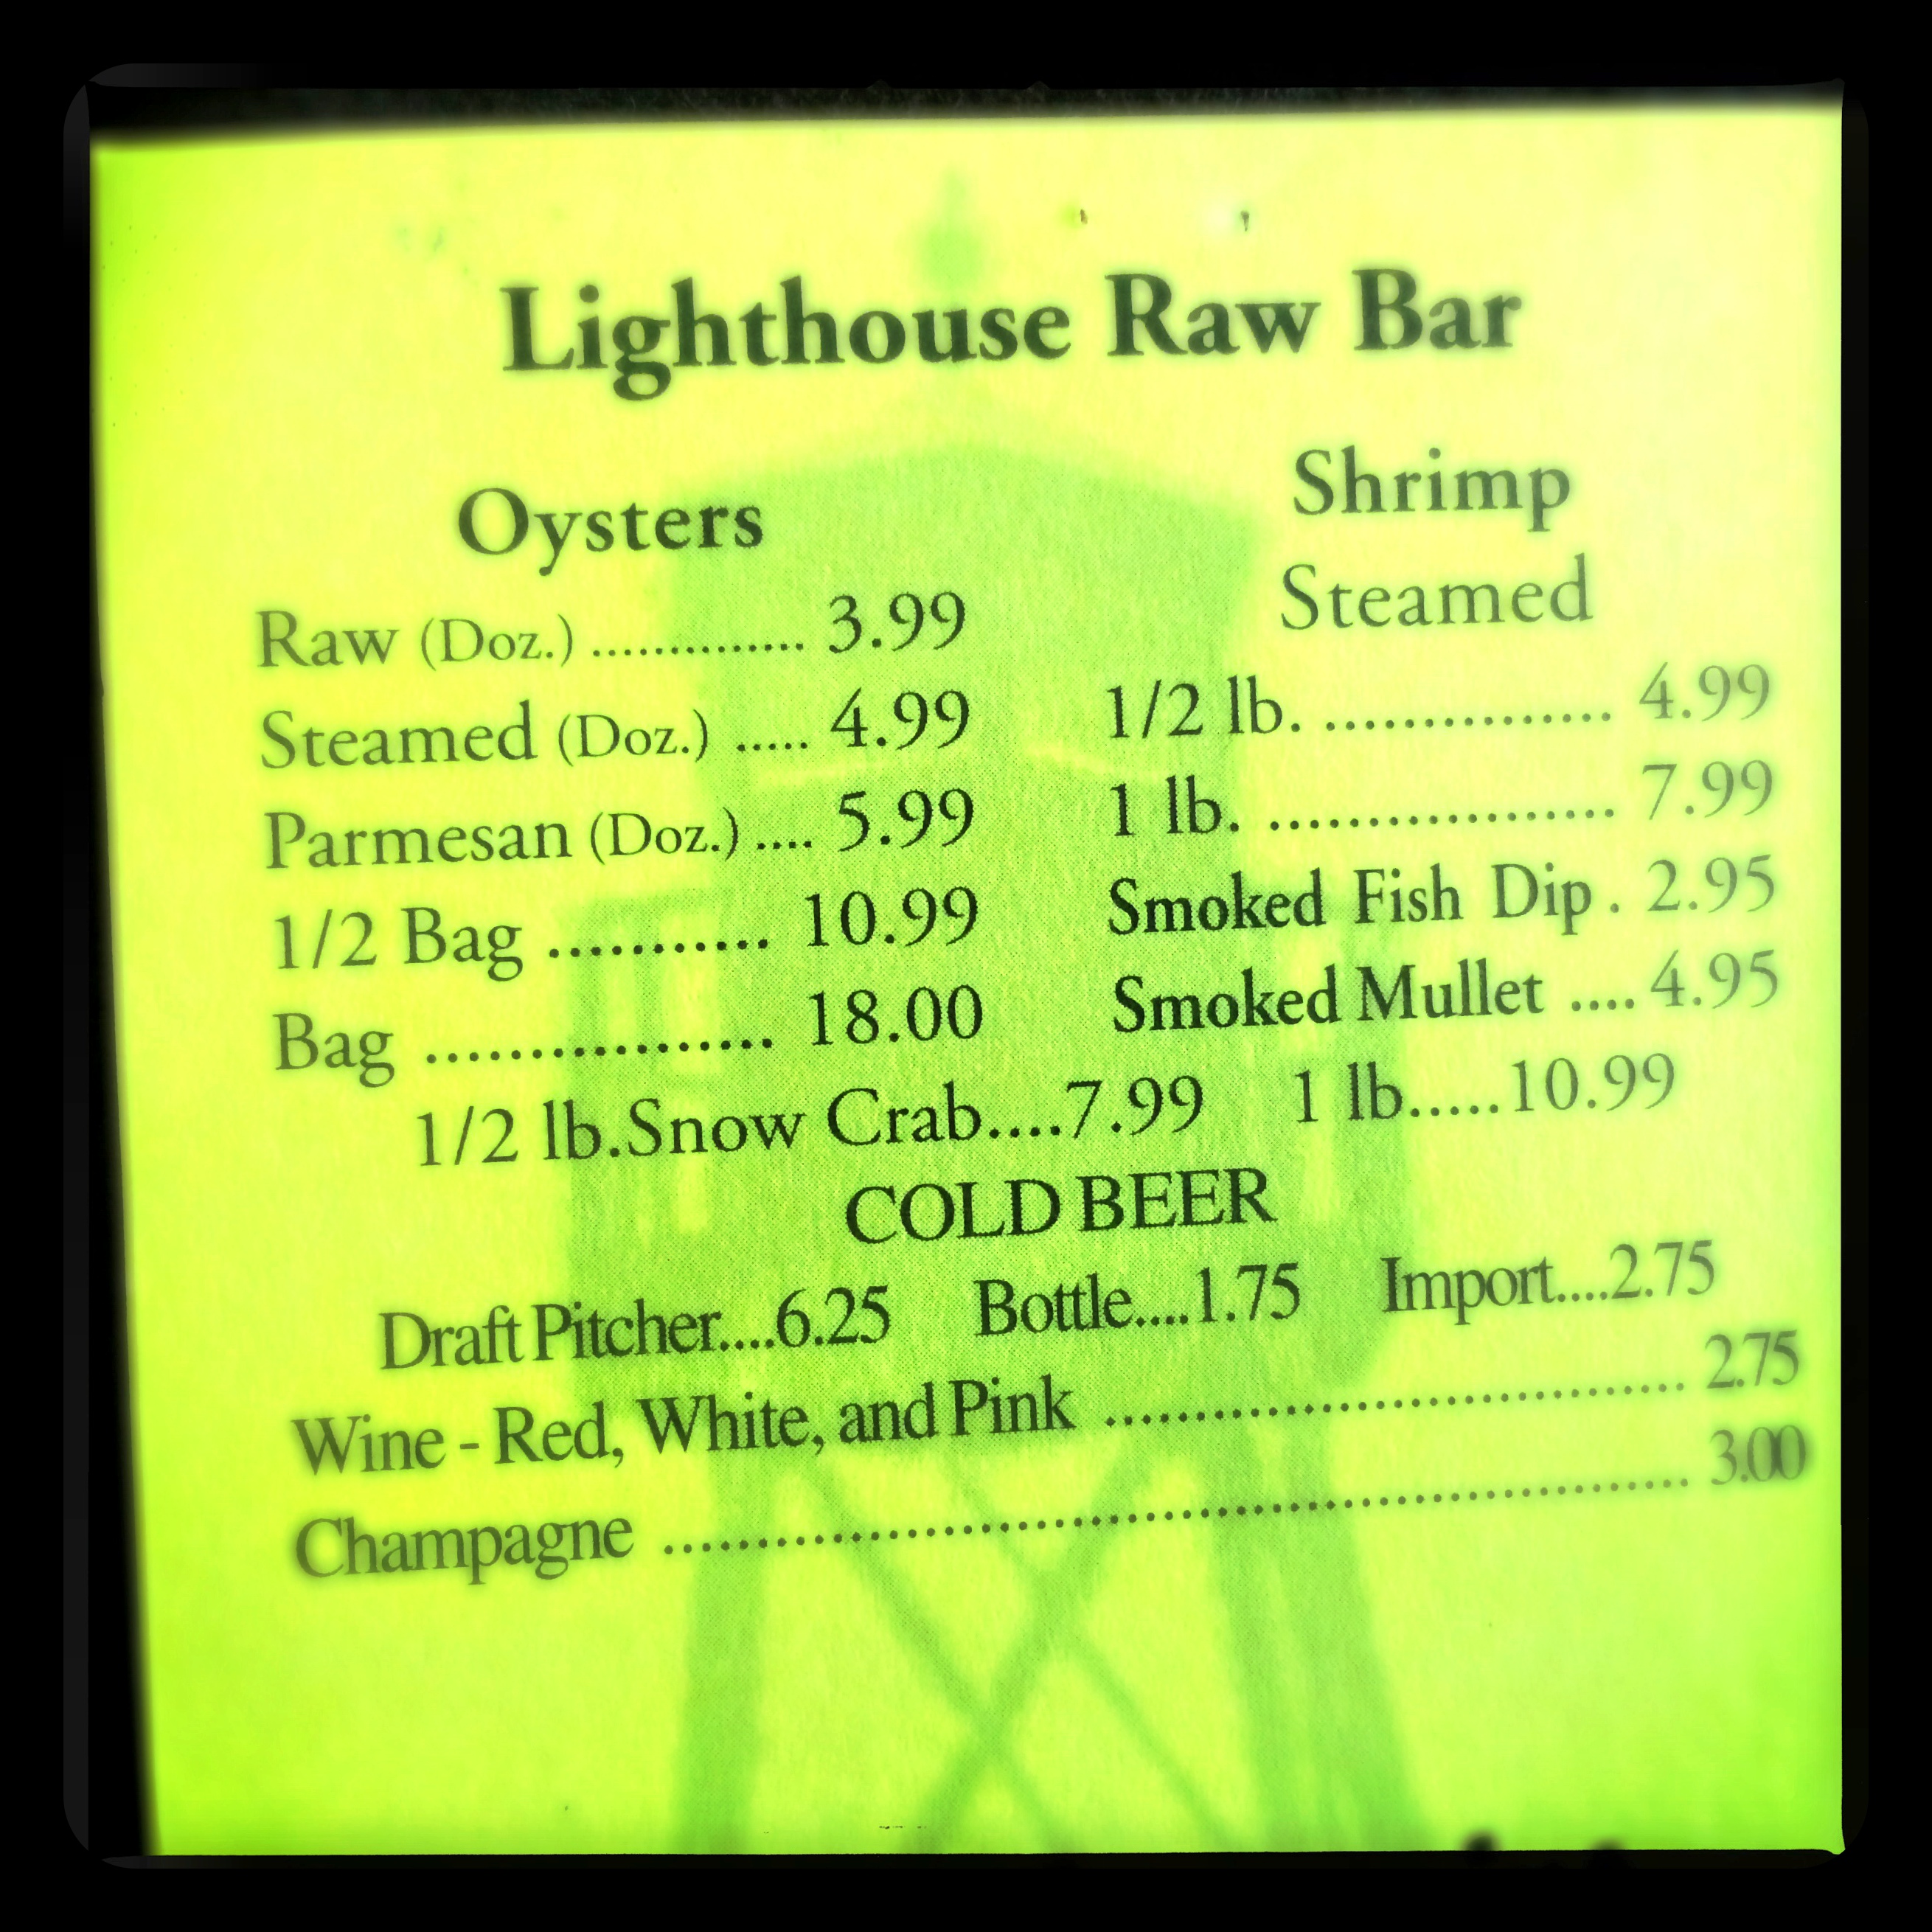 Lighthouse Raw Bar
Oysters
Raw (Doz.) .............. 3.99
Steamed (Doz.) ..... 4.99
Parmesan (Doz.) .... 5.99
1/2 Bag ........... 10.99
Bag ................. 18.00
Shrimp
Steamed
1/2 lb. ............... 4.99
1 lb. .................. 7.99
Smoked Fish Dip . 2.95
Smoked Mullet .... 4.95
1/2 lb.Snow Crab....7.99 1 lb.....10.99
COLD BEER
Draft Pitcher....6.25 Bottle....1.75 Import....2.75
Wine - Red, White, and Pink ................................ 2.75
Champagne ....................................................... 3.00